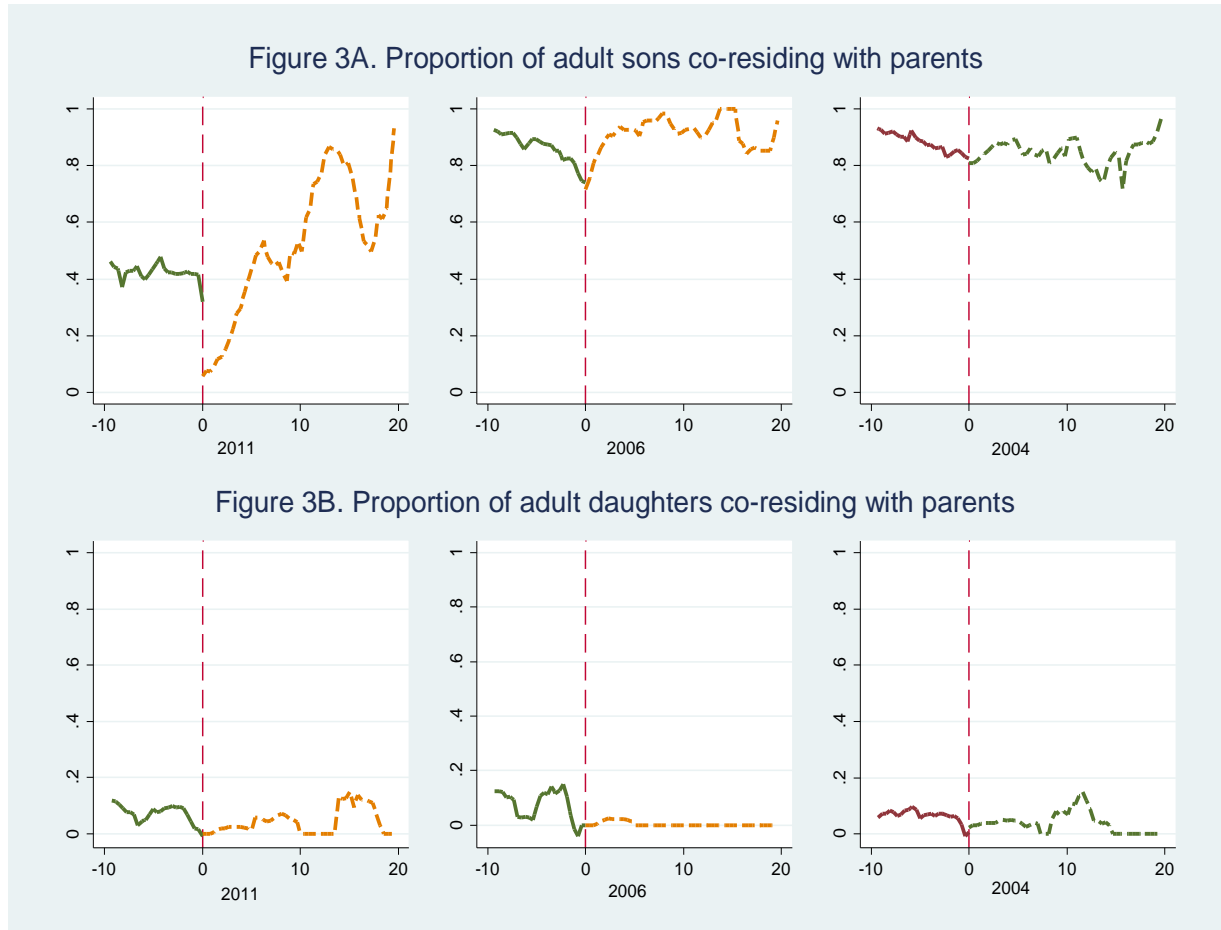 Figure 3A. Proportion of adult sons co-residing with parents
0 .2 .4 .6 .8 1
-10 0 10 20
2011
0 .2 .4 .6 .8 1
-10 0 10 20
2006
0 .2 .4 .6 .8 1
-10 0 10 20
2004
Figure 3B. Proportion of adult daughters co-residing with parents
0 .2 .4 .6 .8 1
-10 0 10 20
2011
0 .2 .4 .6 .8 1
-10 0 10 20
2006
0 .2 .4 .6 .8 1
-10 0 10 20
2004